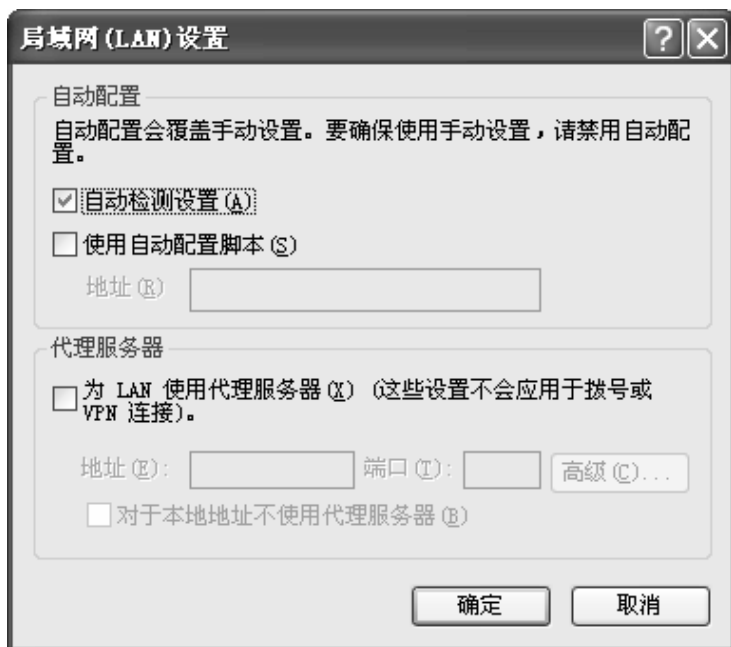 局域网(LAN)设置
自动配置
自动配置会覆盖手动设置。要确保使用手动设置，请禁用自动配
置。
自动检测设置(A)
使用自动配置脚本(S)
地址(R)
代理服务器
为 LAN 使用代理服务器(X) (这些设置不会应用于拨号或
VPN 连接)。
地址(E): 端口(T): 高级(C)...
对于本地地址不使用代理服务器(B)
确定 取消